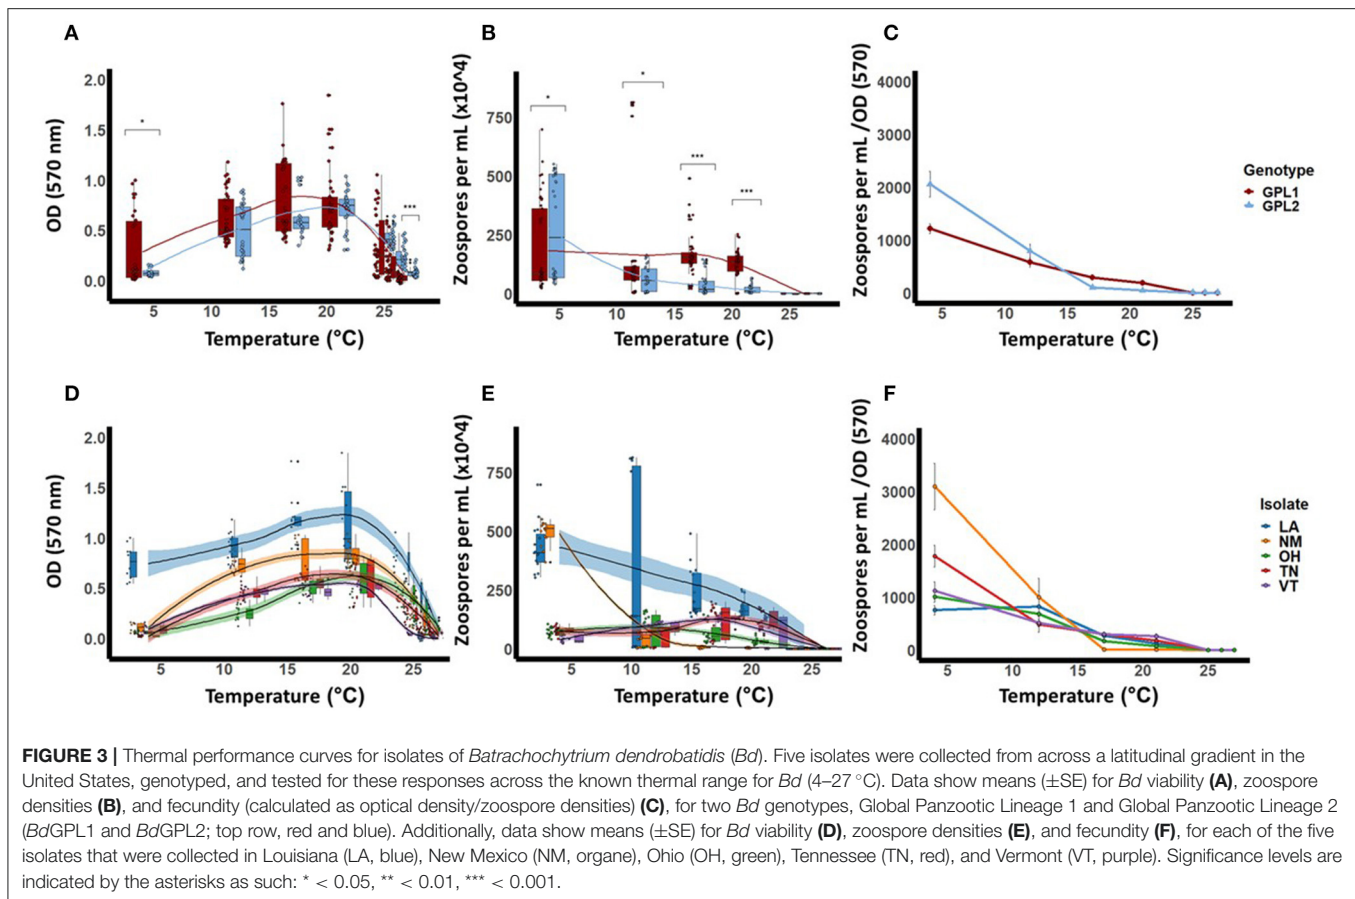 A
B
C
OD (570 nm)
2.0
1.5
1.0
0.5
0.0
*
***
5
10
15
20
25
Temperature (°C)
Zoospores per mL (x10^4)
750
500
250
0
*
*
***
***
5
10
15
20
25
Temperature (°C)
Zoospores per mL /OD (570)
4000
3000
2000
1000
0
5
10
15
20
25
Temperature (°C)
Genotype
GPL1
GPL2
D
E
F
OD (570 nm)
2.0
1.5
1.0
0.5
0.0
5
10
15
20
25
Temperature (°C)
Zoospores per mL (x10^4)
750
500
250
0
5
10
15
20
25
Temperature (°C)
Zoospores per mL /OD (570)
4000
3000
2000
1000
0
5
10
15
20
25
Temperature (°C)
Isolate
LA
NM
OH
TN
VT
FIGURE 3 | Thermal performance curves for isolates of Batrachochytrium dendrobatidis (Bd). Five isolates were collected from across a latitudinal gradient in the
United States, genotyped, and tested for these responses across the known thermal range for Bd (4–27 °C). Data show means (±SE) for Bd viability (A), zoospore
densities (B), and fecundity (calculated as optical density/zoospore densities) (C), for two Bd genotypes, Global Panzootic Lineage 1 and Global Panzootic Lineage 2
(BdGPL1 and BdGPL2; top row, red and blue). Additionally, data show means (±SE) for Bd viability (D), zoospore densities (E), and fecundity (F), for each of the five
isolates that were collected in Louisiana (LA, blue), New Mexico (NM, organe), Ohio (OH, green), Tennessee (TN, red), and Vermont (VT, purple). Significance levels are
indicated by the asterisks as such: * < 0.05, ** < 0.01, *** < 0.001.